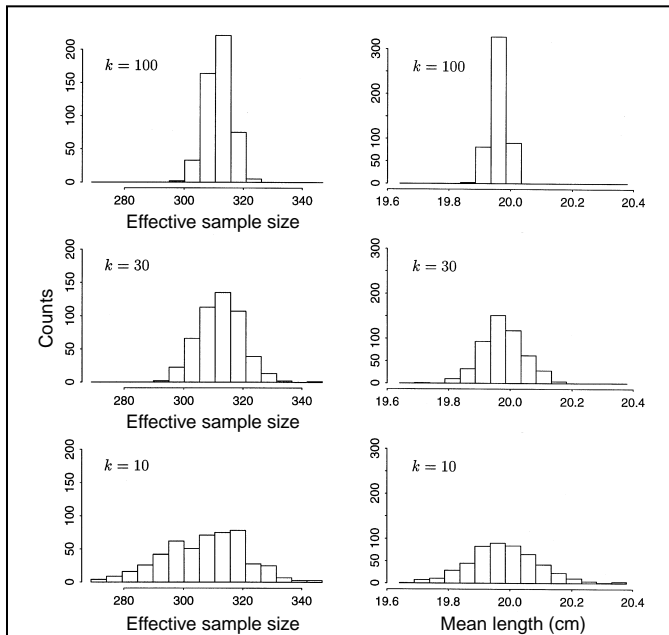 k = 100
0 50 100 150 200
280 300 320 340
Effective sample size
k = 100
0 50 100 150 200 300
19.6 19.8 20.0 20.2 20.4
Counts
k = 30
0 50 100 150 200
280 300 320 340
Effective sample size
k = 30
0 50 100 200 300
19.6 19.8 20.0 20.2 20.4
k = 10
0 50 100 150 200
280 300 320 340
Effective sample size
k = 10
0 50 100 200 300
19.6 19.8 20.0 20.2 20.4
Mean length (cm)